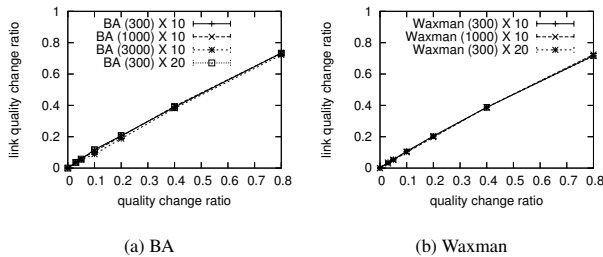 BA (300) X 10
BA (1000) X 10
BA (3000) X 10
BA (300) X 20
1
0.8
0.6
0.4
0.2
0
link quality change ratio
0 0.1 0.2 0.3 0.4 0.5 0.6 0.7 0.8
quality change ratio
(a) BA
Waxman (300) X 10
Waxman (1000) X 10
Waxman (300) X 20
1
0.8
0.6
0.4
0.2
0
link quality change ratio
0 0.1 0.2 0.3 0.4 0.5 0.6 0.7 0.8
quality change ratio
(b) Waxman